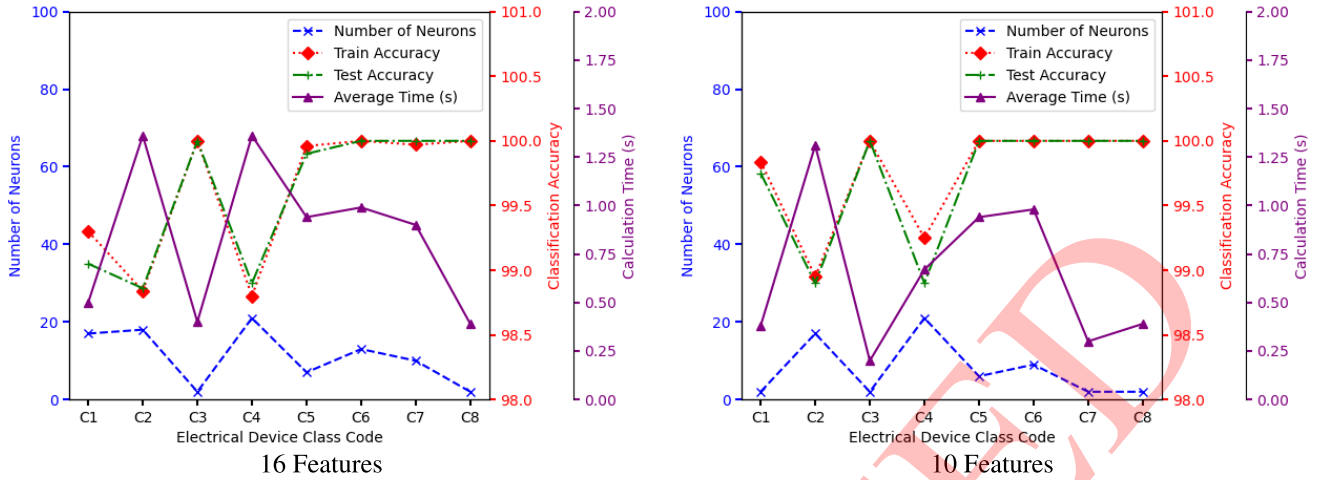 100
80
60
40
20
0
Number of Neurons
Number of Neurons
Train Accuracy
Test Accuracy
Average Time (s)
101.0
100.5
100.0
99.5
99.0
98.5
98.0
Classification Accuracy
2.00
1.75
1.50
1.25
1.00
0.75
0.50
0.25
0.00
Calculation Time (s)
C1 C2 C3 C4 C5 C6 C7 C8
Electrical Device Class Code
16 Features
100
80
60
40
20
0
Number of Neurons
Number of Neurons
Train Accuracy
Test Accuracy
Average Time (s)
101.0
100.5
100.0
99.5
99.0
98.5
98.0
Classification Accuracy
2.00
1.75
1.50
1.25
1.00
0.75
0.50
0.25
0.00
Calculation Time (s)
C1 C2 C3 C4 C5 C6 C7 C8
Electrical Device Class Code
10 Features
ED